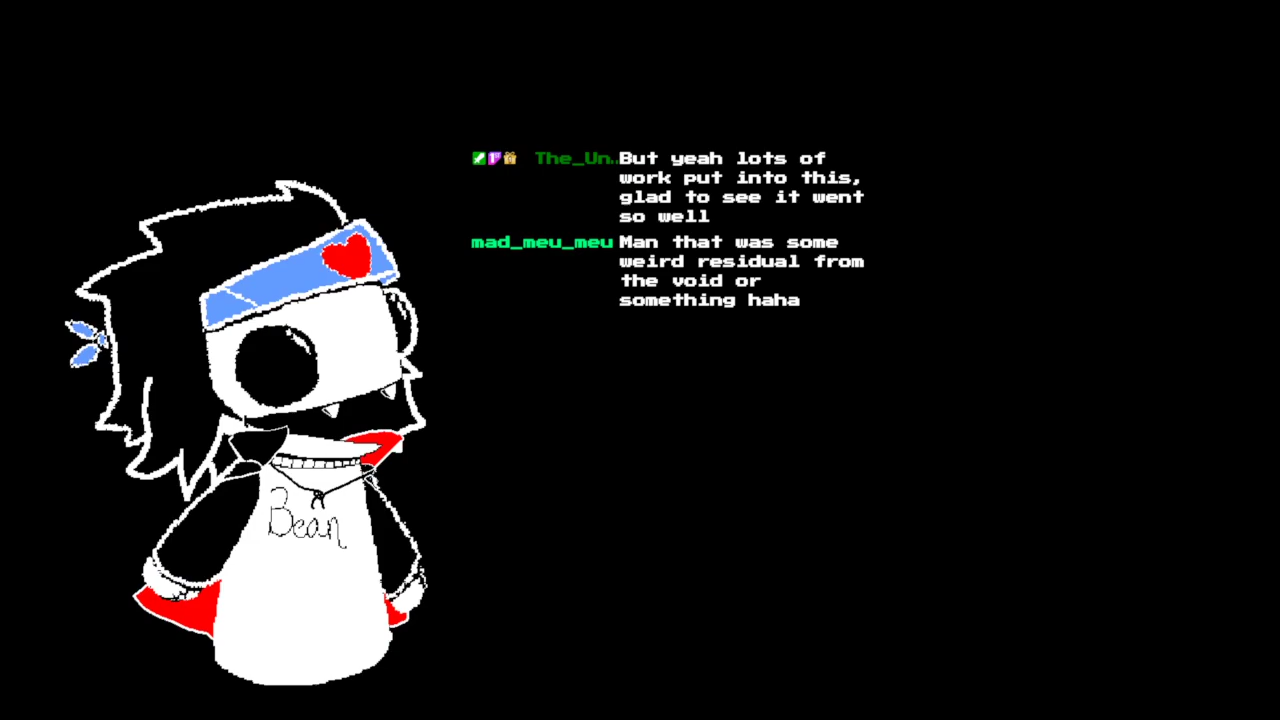 The_Un.. But yeah lots of
work put into this,
glad to see it went
so well
mad_meu_meu Man that was some
weird residual from
the void or
something haha
Bean